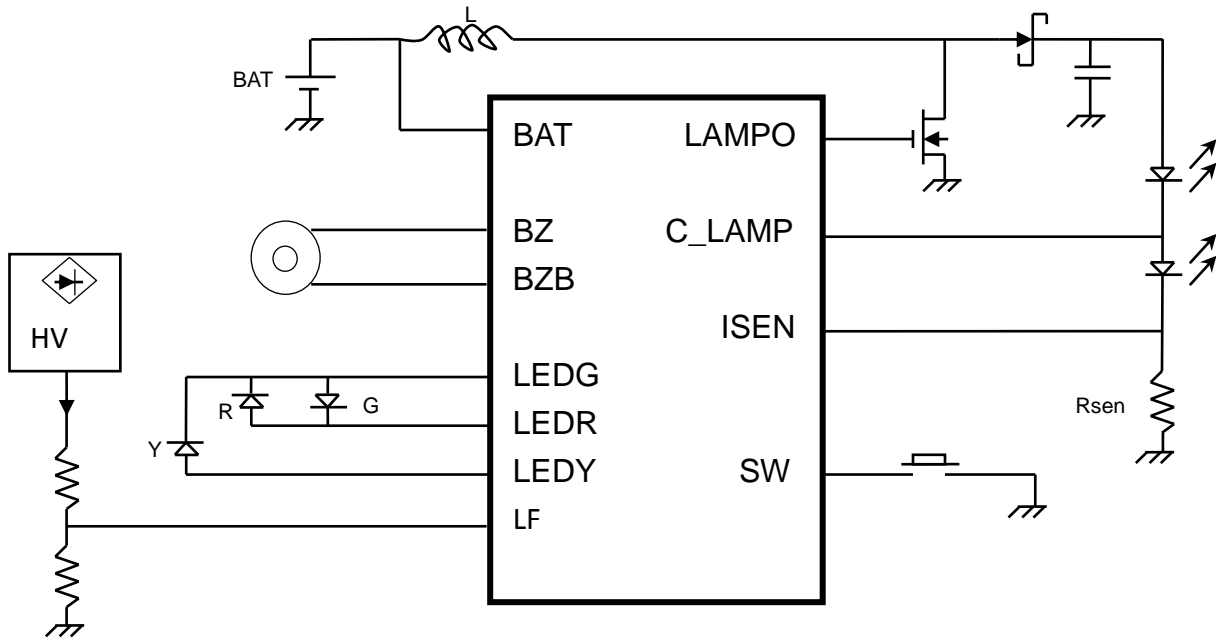 L
BAT
BAT
LAMPO
BZ
C_LAMP
BZB
HV
ISEN
LEDG
R
G
LEDR
Rsen
Y
LEDY
SW
LF